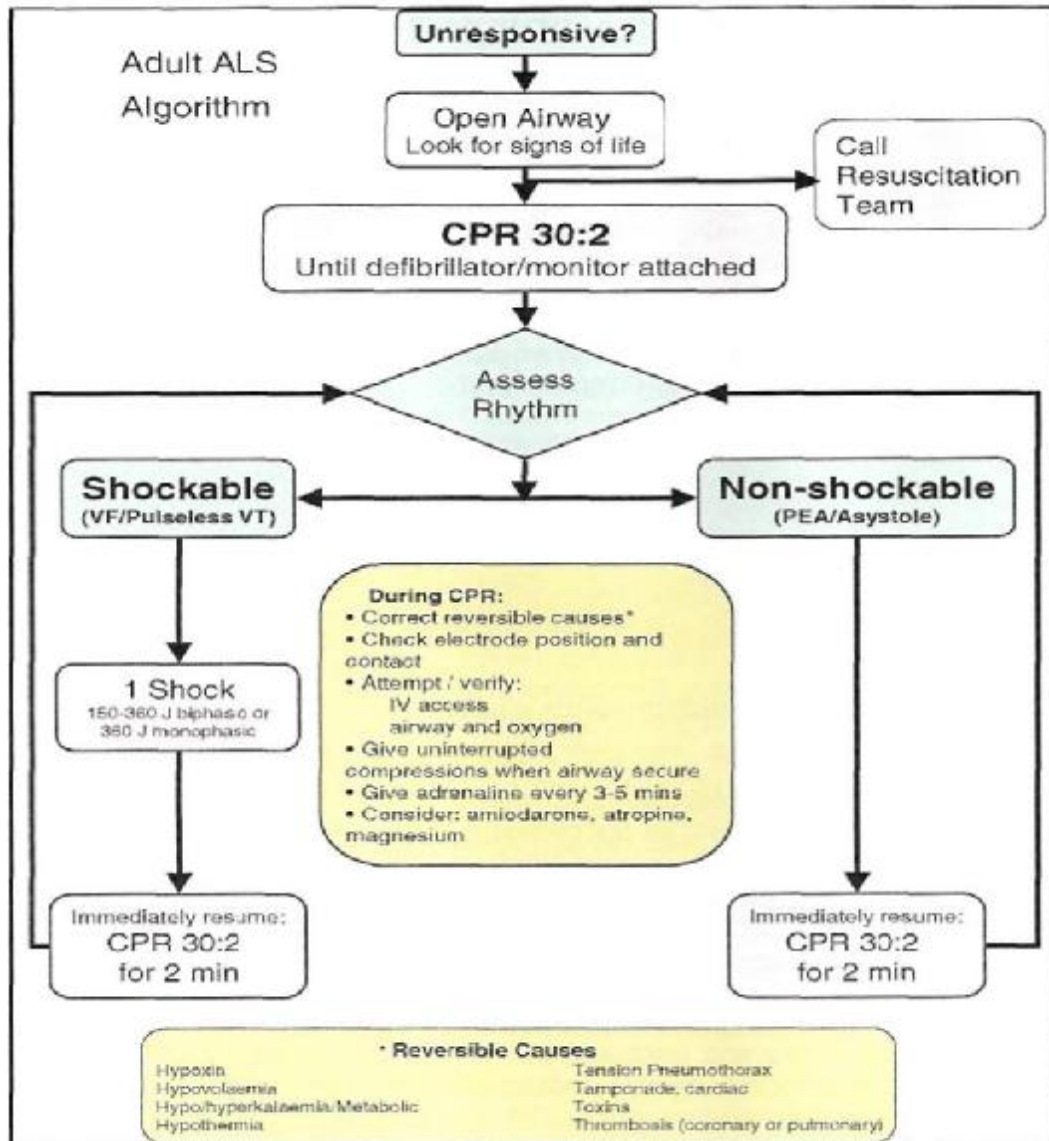 Adult ALS
Algorithm
Unresponsive?
Open Airway
Look for signs of life
Call
Resuscitation
Team
CPR 30:2
Until defibrillator/monitor attached
Assess
Rhythm
Shockable
(VF/Pulseless VT)
Non-shockable
(PEA/Asystole)
1 Shock
150-360 J biphasic or
360 J monophasic
During CPR:
• Correct reversible causes*
• Check electrode position and
contact
• Attempt / verify:
IV access
airway and oxygen
• Give uninterrupted
compressions when airway secure
• Give adrenaline every 3-5 mins
• Consider: amiodarone, atropine,
magnesium
Immediately resume:
CPR 30:2
for 2 min
Immediately resume:
CPR 30:2
for 2 min
* Reversible Causes
Hypoxia
Hypovolaemia
Hypo/hyperkalaemia/Metabolic
Hypothermia
Tension Pneumothorax
Tamponade, cardiac
Toxins
Thrombosis (coronary or pulmonary)